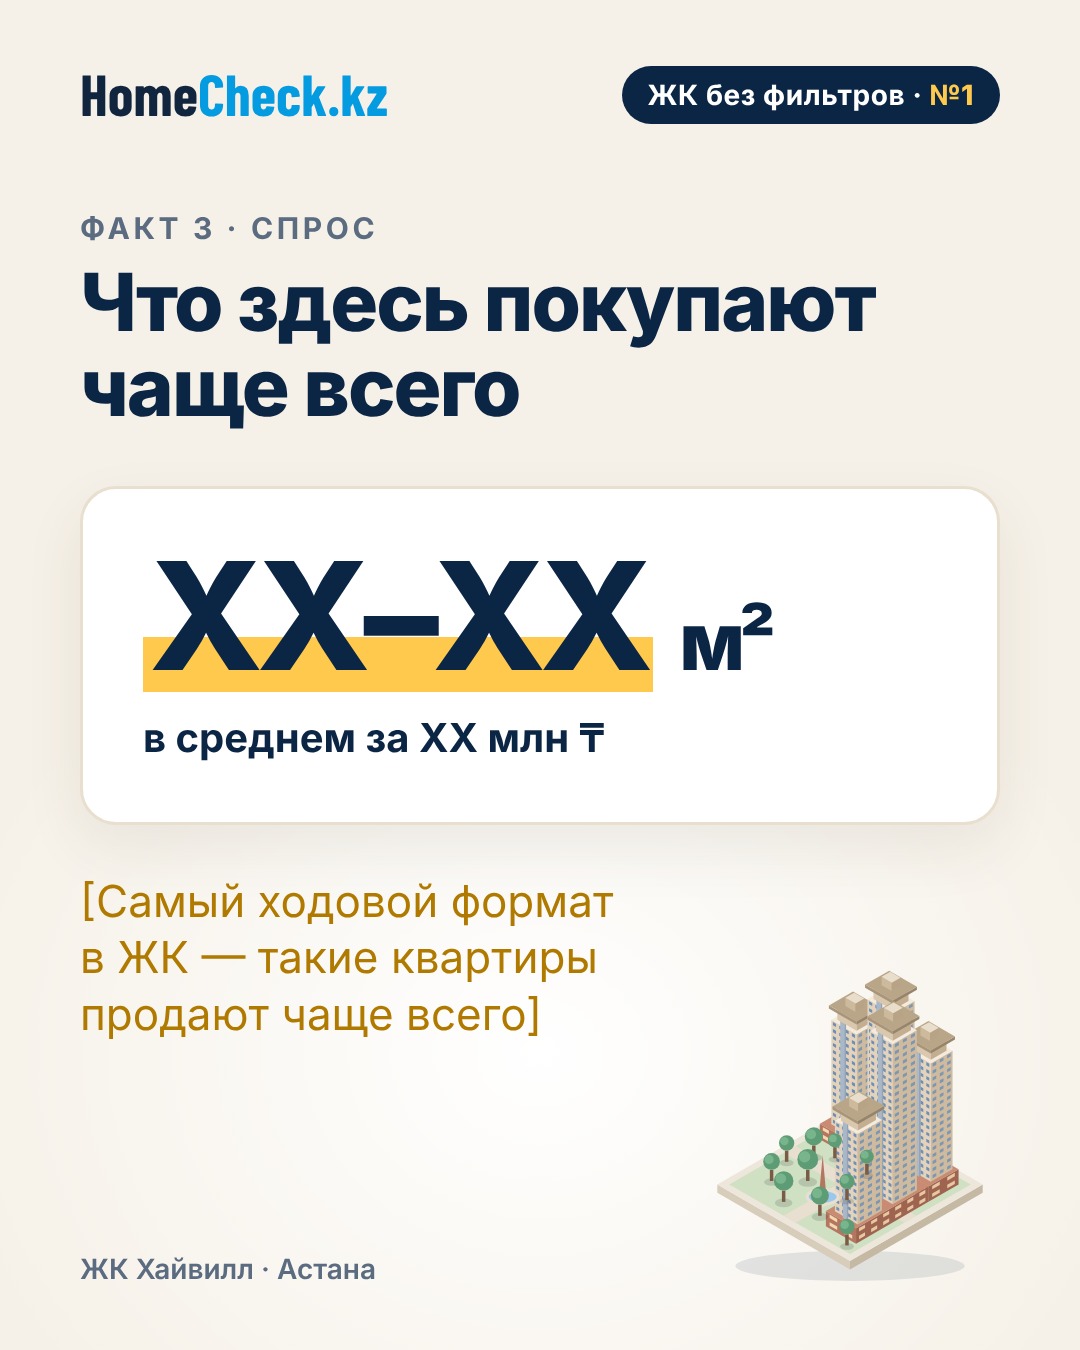 HomeCheck.kz
ЖК без фильтров · №1
ФАКТ 3 · СПРОС
Что здесь покупают
чаще всего
XX–XX м²
в среднем за XX млн ₸
[Самый ходовой формат
в ЖК — такие квартиры
продают чаще всего]
ЖК Хайвилл · Астана